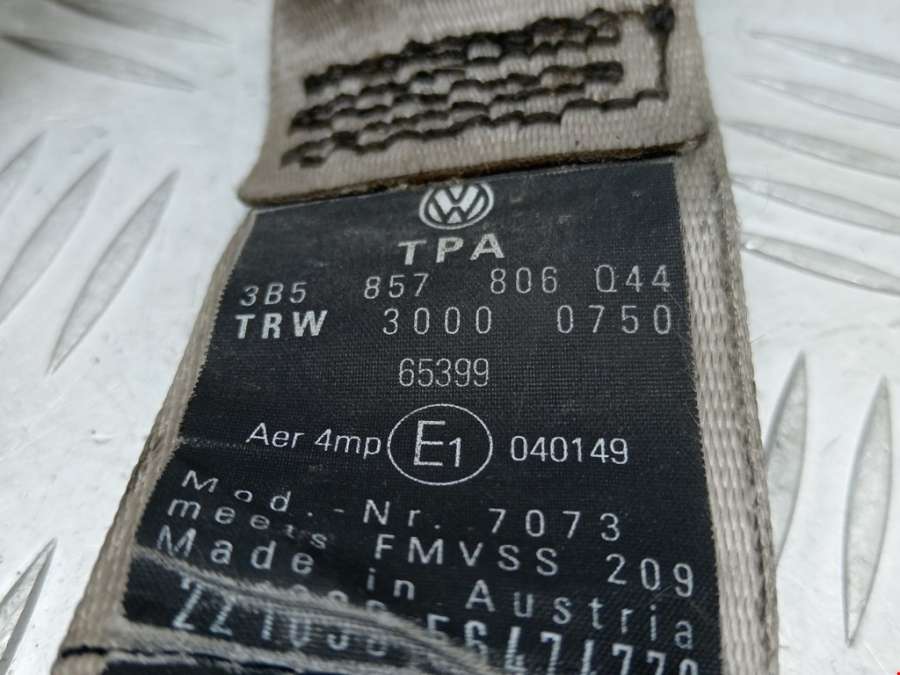 TPA
3B5 857 806 Q44
TRW 3000 0750
65399
Aer 4mp E1 040149
Mod.-Nr. 7073
meets FMVSS 209
Made in Austria